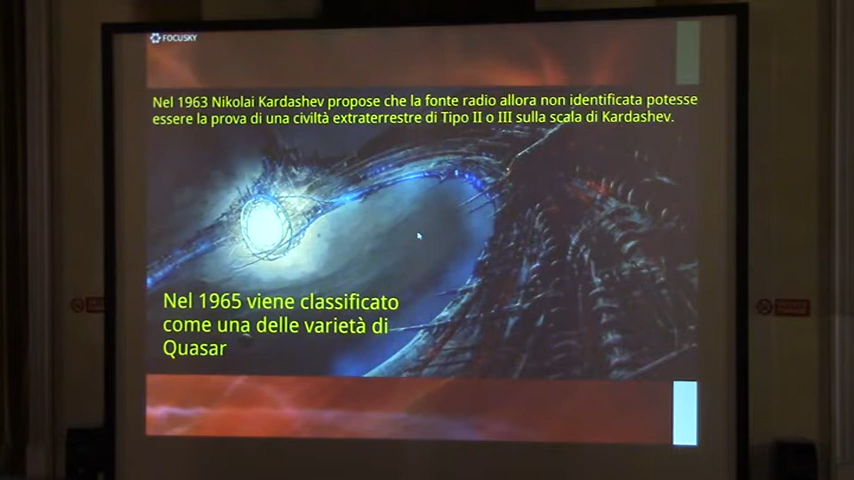 FOCUSKY
Nel 1963 Nikolai Kardashev propose che la fonte radio allora non identificata potesse
essere la prova di una civiltà extraterrestre di Tipo II o III sulla scala di Kardashev.
Nel 1965 viene classificato
come una delle varietà di
Quasar